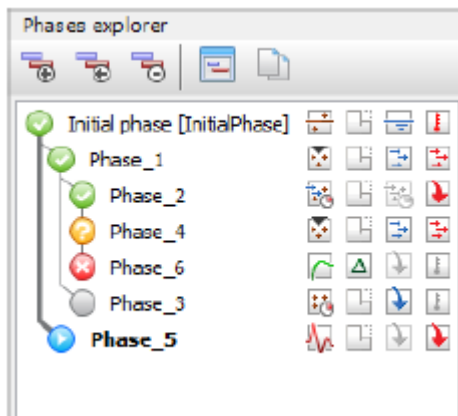 Phases explorer
Initial phase [InitialPhase]
Phase_1
Phase_2
Phase_4
Phase_6
Phase_3
Phase_5